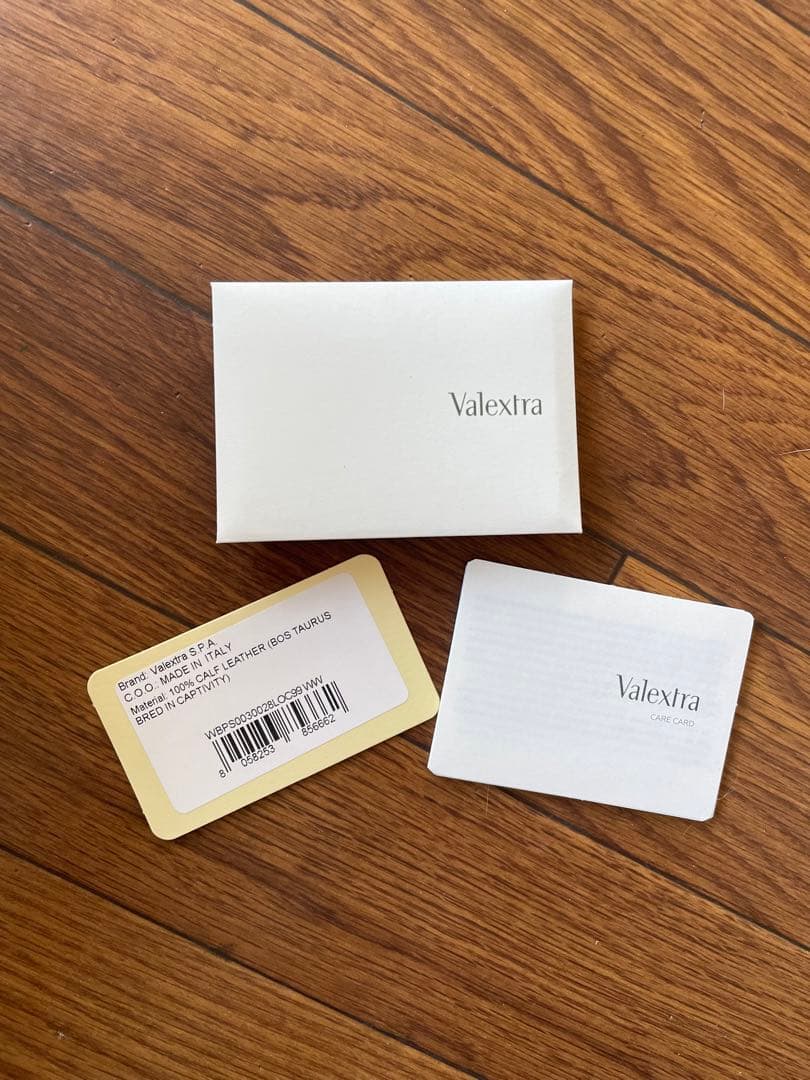 Valextra
Brand: Valextra S.P.A.
C.O.O.: MADE IN ITALY
Material: 100% CALF LEATHER (BOS TAURUS
BRED IN CAPTIVITY)
WBPS0030028LOC99 WW
8 058253 856662
Valextra
CARE CARD